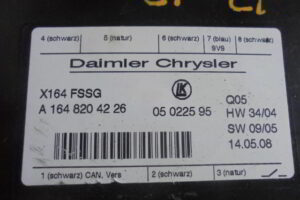 4 (schwarz) 5 (natur) 6 (schwarz) 7 (blau) 8 (schwarz)
9VS
Daimler Chrysler
X164 FSSG
A 164 820 42 26 05 0225 95 Q05
HW 34/04
SW 09/05
14.05.08
1 (schwarz) CAN, Vers 2 (schwarz) 3 (natur)